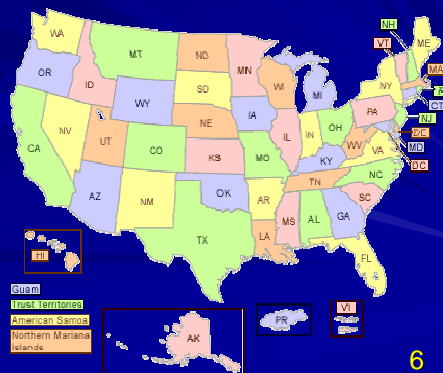 NH
WA
ME
VT
MT
ND
MN
OR
MA
ID
SD
WI
NY
WY
MI
CT
IA
PA
NE
NJ
NV
OH
IL
IN
DE
UT
CO
WV
MD
CA
VA
KS
MO
KY
DC
NC
TN
OK
AZ
NM
AR
SC
MS
AL
GA
TX
LA
FL
HI
Guam
Trust Territories
American Samoa
Northern Mariana
Islands
VI
PR
AK
6